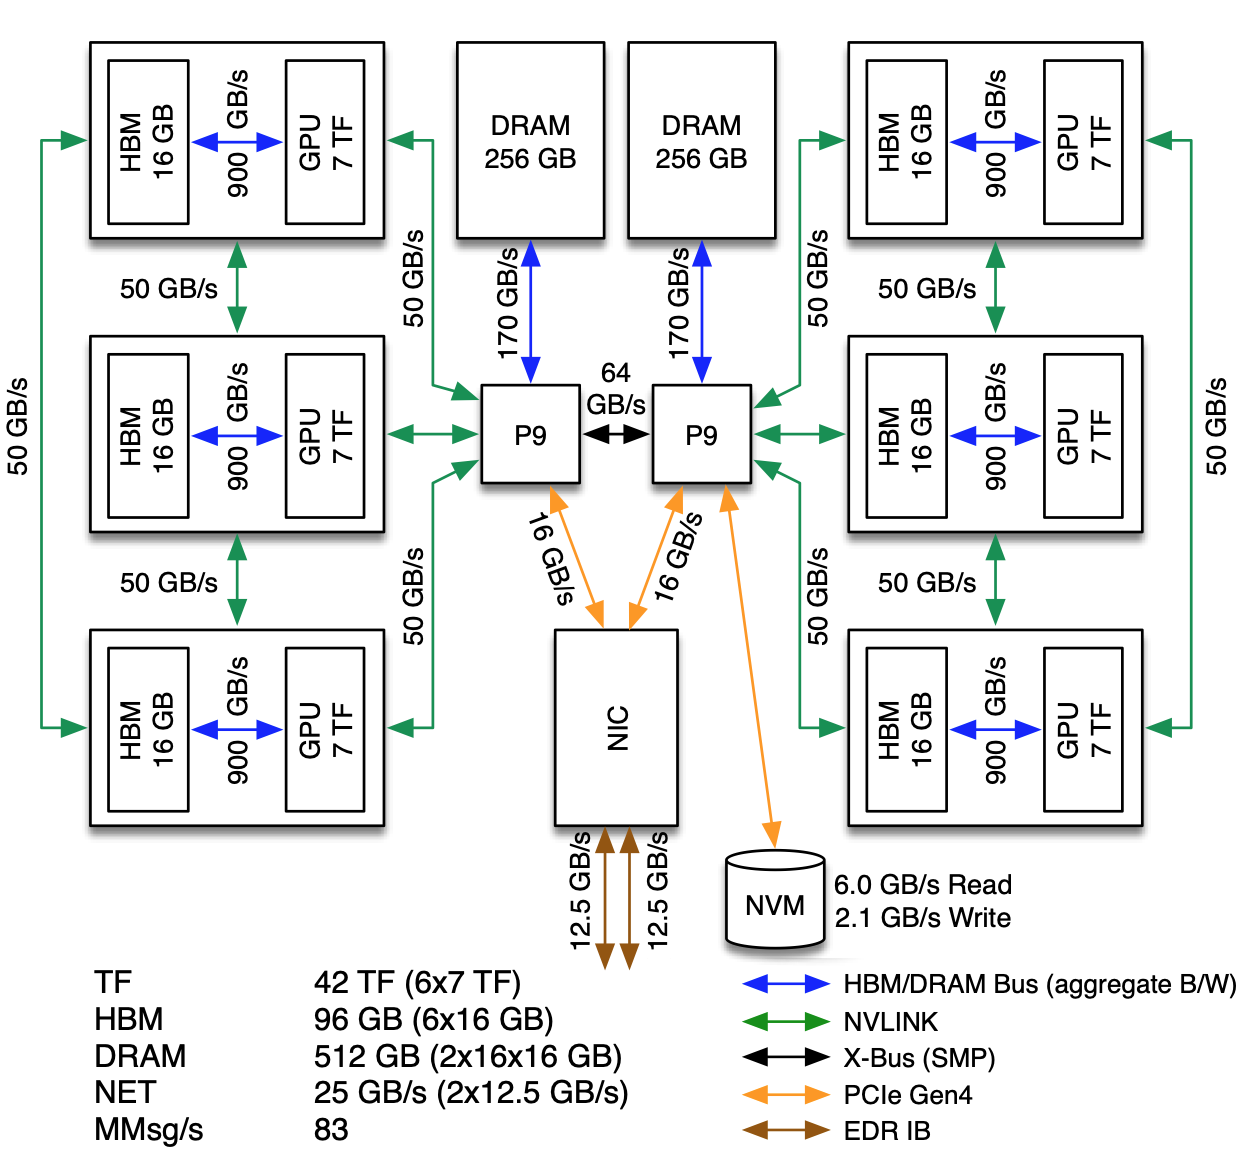 HBM
16 GB
900 GB/s
GPU
7 TF
DRAM
256 GB
DRAM
256 GB
HBM
16 GB
900 GB/s
GPU
7 TF
50 GB/s
50 GB/s
170 GB/s
170 GB/s
50 GB/s
50 GB/s
50 GB/s
HBM
16 GB
900 GB/s
GPU
7 TF
P9
64
GB/s
P9
HBM
16 GB
900 GB/s
GPU
7 TF
50 GB/s
50 GB/s
50 GB/s
16 GB/s
16 GB/s
50 GB/s
50 GB/s
HBM
16 GB
900 GB/s
GPU
7 TF
NIC
HBM
16 GB
900 GB/s
GPU
7 TF
12.5 GB/s
12.5 GB/s
NVM
6.0 GB/s Read
2.1 GB/s Write
TF 42 TF (6x7 TF)
HBM 96 GB (6x16 GB)
DRAM 512 GB (2x16x16 GB)
NET 25 GB/s (2x12.5 GB/s)
MMsg/s 83
HBM/DRAM Bus (aggregate B/W)
NVLINK
X-Bus (SMP)
PCIe Gen4
EDR IB